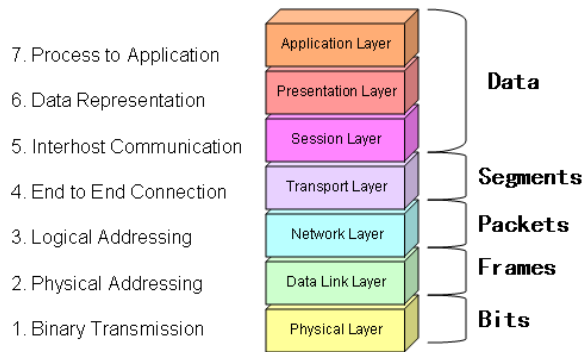 7. Process to Application
Application Layer
6. Data Representation
Presentation Layer
Data
5. Interhost Communication
Session Layer
4. End to End Connection
Transport Layer
Segments
3. Logical Addressing
Network Layer
Packets
2. Physical Addressing
Data Link Layer
Frames
1. Binary Transmission
Physical Layer
Bits